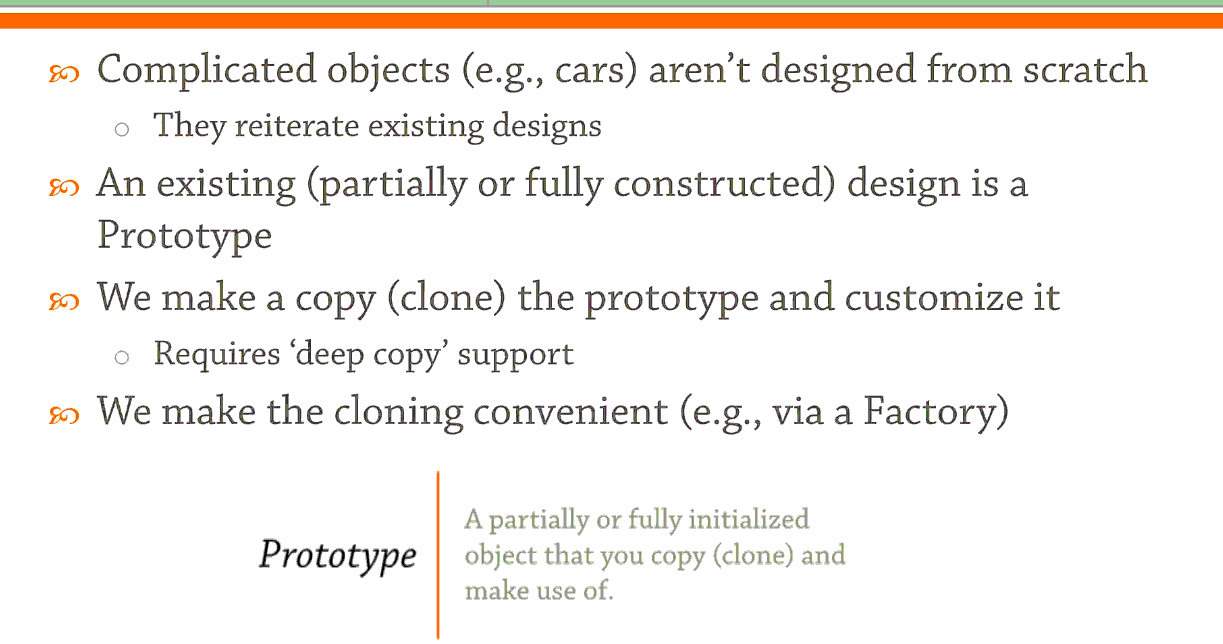 Complicated objects (e.g., cars) aren’t designed from scratch
They reiterate existing designs
An existing (partially or fully constructed) design is a
Prototype
We make a copy (clone) the prototype and customize it
Requires ‘deep copy’ support
We make the cloning convenient (e.g., via a Factory)
Prototype
A partially or fully initialized
object that you copy (clone) and
make use of.